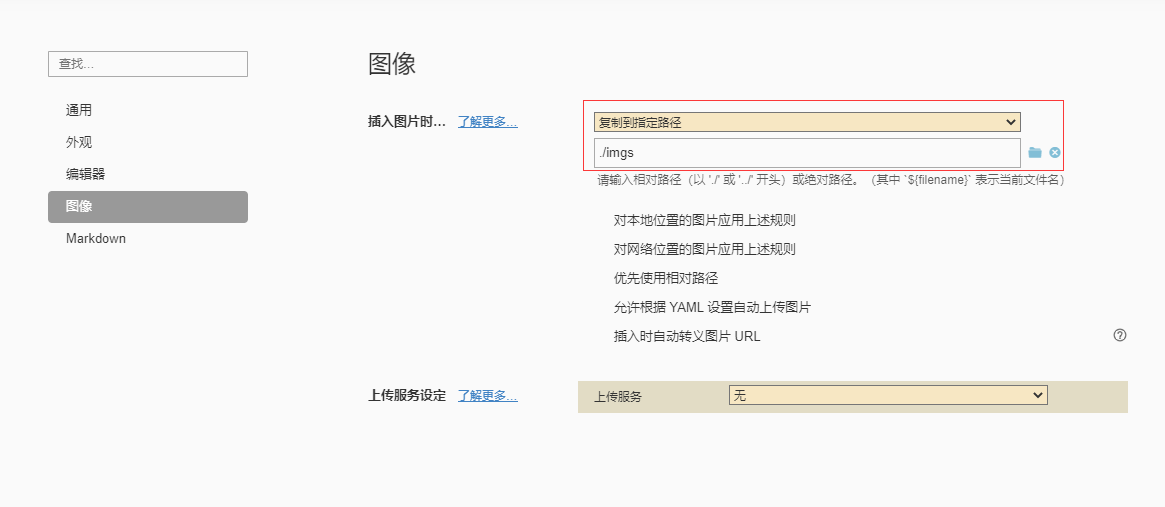 查找...
通用
外观
编辑器
图像
Markdown
图像
插入图片时... 了解更多...
复制到指定路径
./imgs
请输入相对路径（以 './' 或 '../' 开头）或绝对路径。（其中 `${filename}` 表示当前文件名）
对本地位置的图片应用上述规则
对网络位置的图片应用上述规则
优先使用相对路径
允许根据 YAML 设置自动上传图片
插入时自动转义图片 URL
上传服务设定 了解更多...
上传服务 无